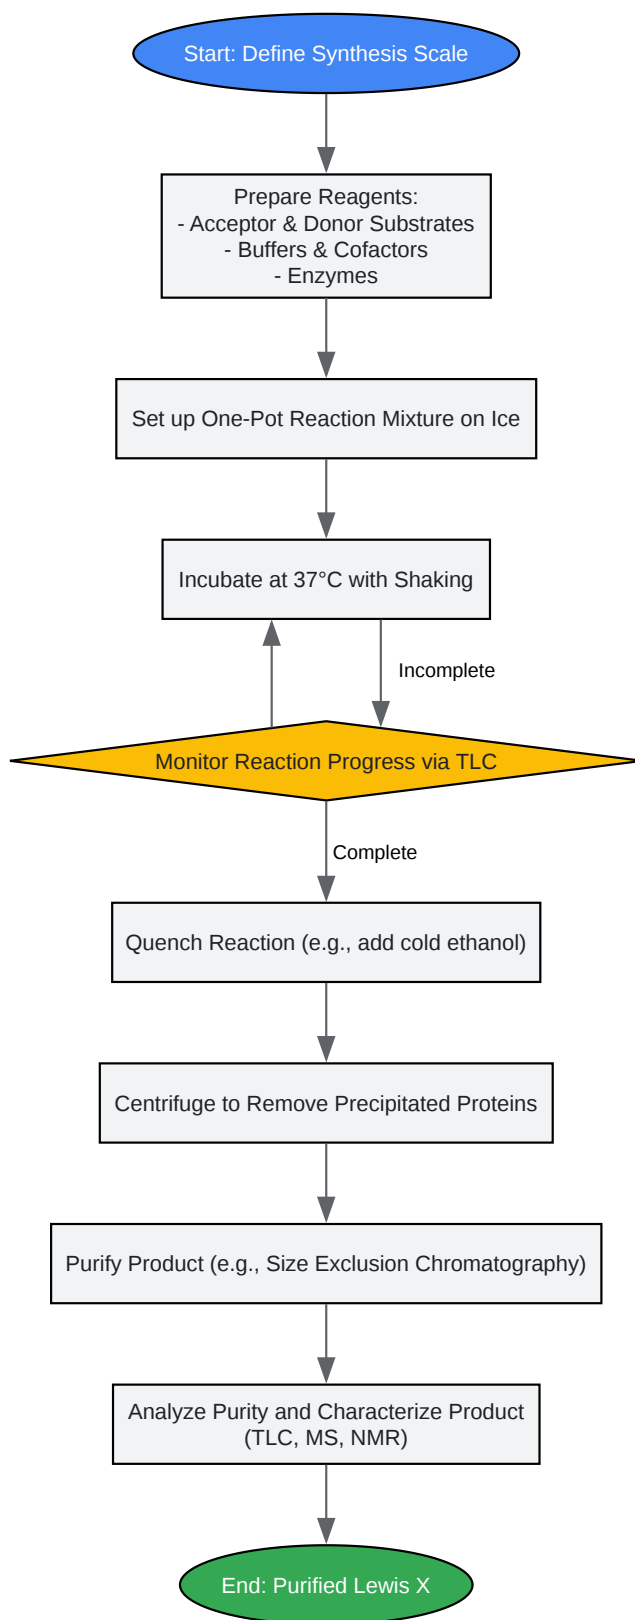 Start: Define Synthesis Scale
Prepare Reagents:
- Acceptor & Donor Substrates
- Buffers & Cofactors
- Enzymes
Set up One-Pot Reaction Mixture on Ice
Incubate at 37°C with Shaking
Incomplete
Monitor Reaction Progress via TLC
Complete
Quench Reaction (e.g., add cold ethanol)
Centrifuge to Remove Precipitated Proteins
Purify Product (e.g., Size Exclusion Chromatography)
Analyze Purity and Characterize Product
(TLC, MS, NMR)
End: Purified Lewis X